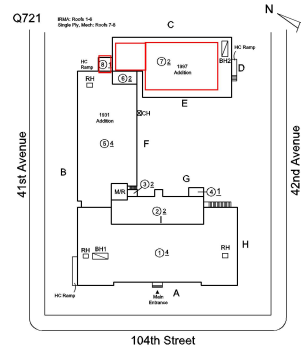 Q721
IRMA: Roofs 1-6
Single Ply, Mech: Roofs 7-8
N
C
HC
Ramp
8 1
7 2
1997
Addition
HC Ramp
BH2
D
RH
6 2
E
CH
1931
Addition
5 4
F
41st Avenue
42nd Avenue
B
M/R
3 2
G
4 1
2 2
H
RH
BH1
1 4
RH
HC Ramp
Main
Entrance
A
104th Street